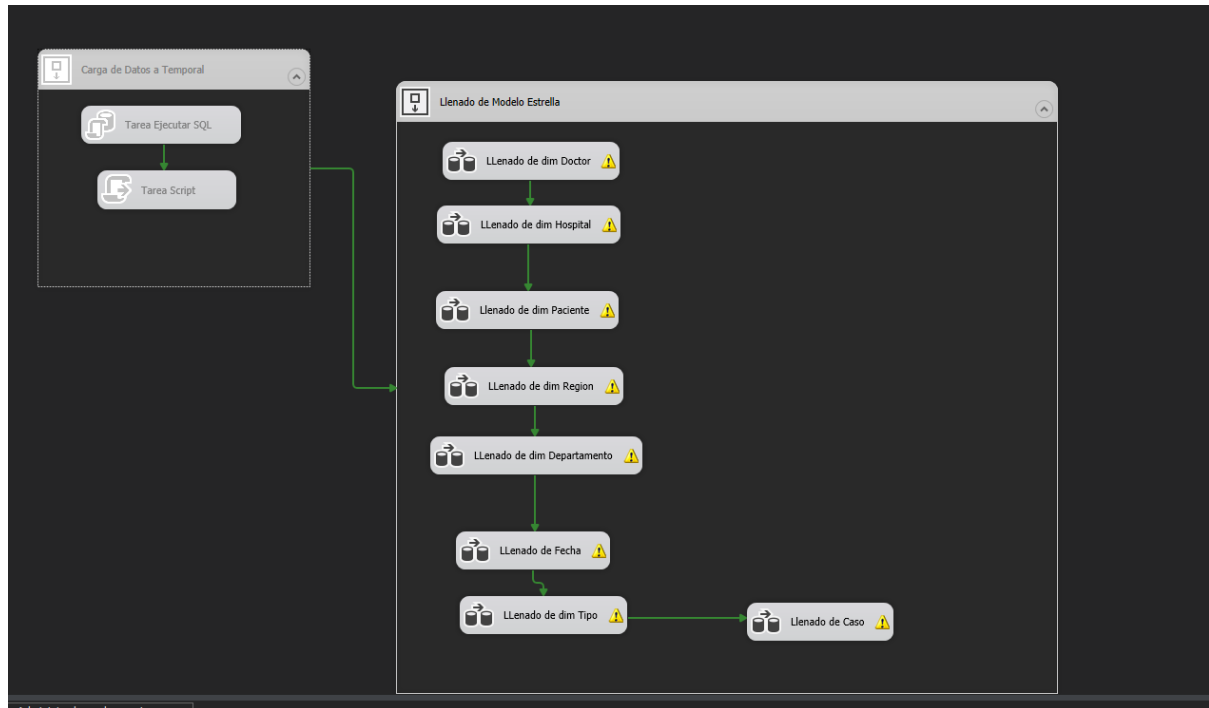 Carga de Datos a Temporal
Tarea Ejecutar SQL
Tarea Script
Llenado de Modelo Estrella
LLenado de dim Doctor
LLenado de dim Hospital
Llenado de dim Paciente
LLenado de dim Region
LLenado de dim Departamento
LLenado de Fecha
LLenado de dim Tipo
Llenado de Caso